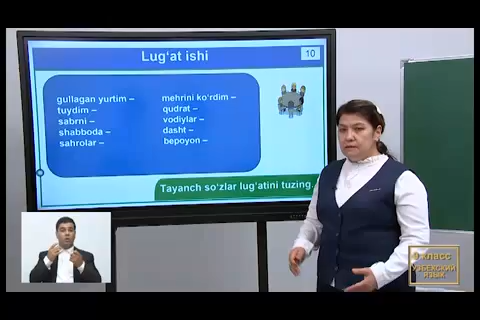 Lug‘at ishi
10
gullagan yurtim –
tuydim –
sabrni –
shabboda –
sahrolar –
mehrini ko‘rdim –
qudrat –
vodiylar –
dasht –
bepoyon –
Tayanch so‘zlar lug‘atini tuzing.
9 класс
УЗБЕКСКИЙ
ЯЗЫК